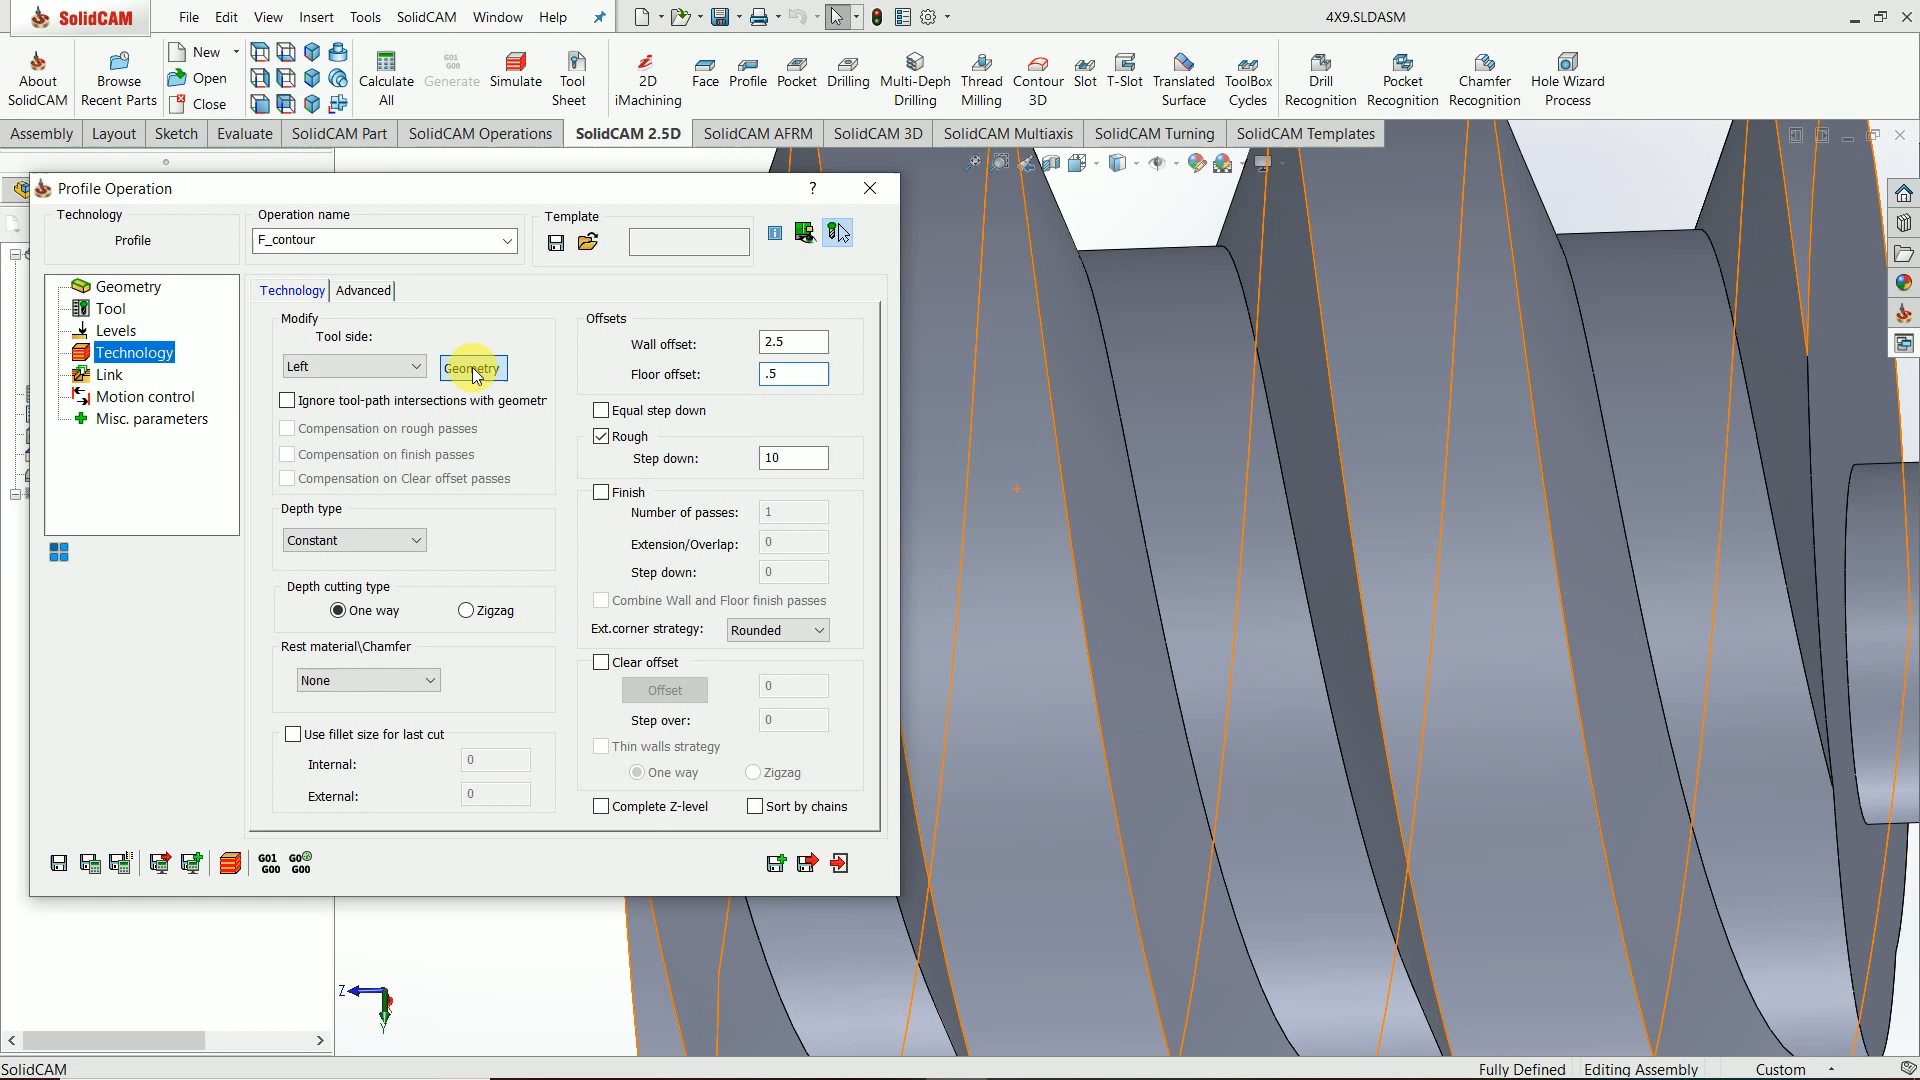 SolidCAM
File Edit View Insert Tools SolidCAM Window Help
4X9.SLDASM
About SolidCAM
Browse Recent Parts
New
Open
Close
Calculate All
Generate
Simulate
Tool Sheet
2D iMachining
Face
Profile
Pocket
Drilling
Multi-Deph Drilling
Thread Milling
Contour 3D
Slot
T-Slot
Translated Surface
ToolBox Cycles
Drill Recognition
Pocket Recognition
Chamfer Recognition
Hole Wizard Process
Assembly Layout Sketch Evaluate SolidCAM Part SolidCAM Operations SolidCAM 2.5D SolidCAM AFRM SolidCAM 3D SolidCAM Multiaxis SolidCAM Turning SolidCAM Templates
Profile Operation
?
Technology
Profile
Operation name
F_contour
Template
Geometry
Tool
Levels
Technology
Link
Motion control
Misc. parameters
Technology Advanced
Modify
Tool side:
Left
Geometry
Ignore tool-path intersections with geometr
Compensation on rough passes
Compensation on finish passes
Compensation on Clear offset passes
Depth type
Constant
Depth cutting type
One way Zigzag
Rest material\Chamfer
None
Use fillet size for last cut
Internal: 0
External: 0
Offsets
Wall offset: 2.5
Floor offset: .5
Equal step down
Rough
Step down: 10
Finish
Number of passes: 1
Extension/Overlap: 0
Step down: 0
Combine Wall and Floor finish passes
Ext.corner strategy: Rounded
Clear offset
Offset 0
Step over: 0
Thin walls strategy
One way Zigzag
Complete Z-level Sort by chains
G01 G00
G0 G00
Z
Y
SolidCAM
Fully Defined Editing Assembly Custom